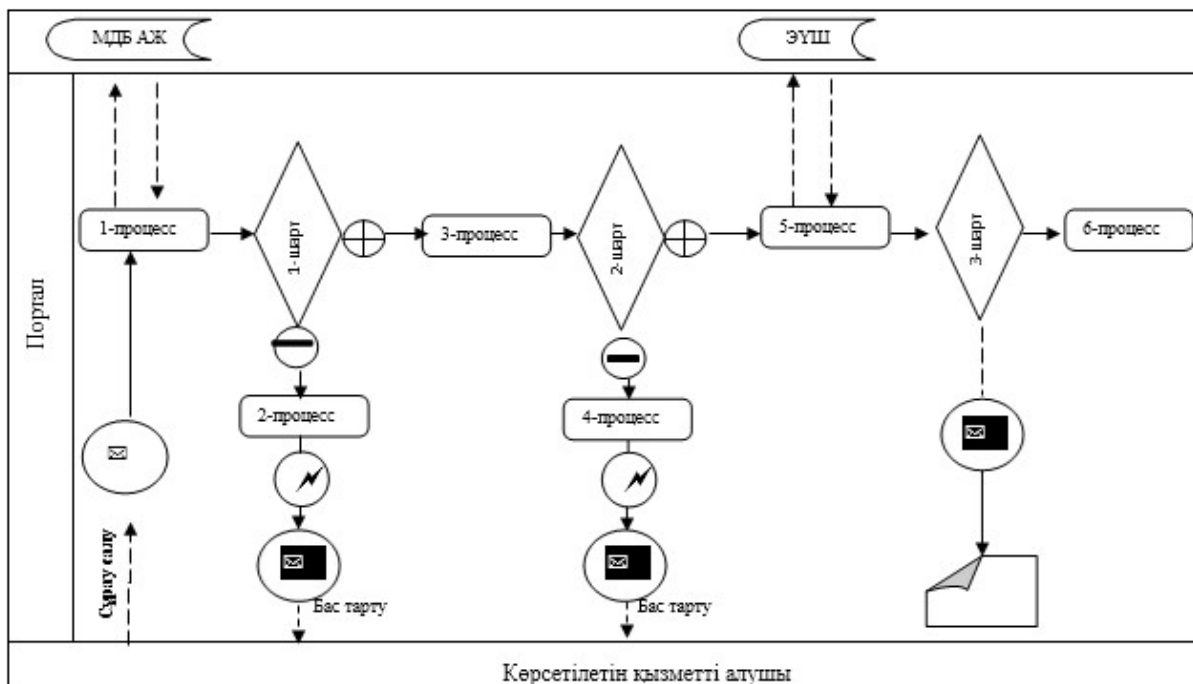 МДБ АЖ
ЭҮШ
Портал
1-процесс
1-шарт
3-процесс
2-шарт
5-процесс
3-шарт
6-процесс
2-процесс
4-процесс
Сұрау салу
Бас тарту
Бас тарту
Көрсетілетін қызметті алушы